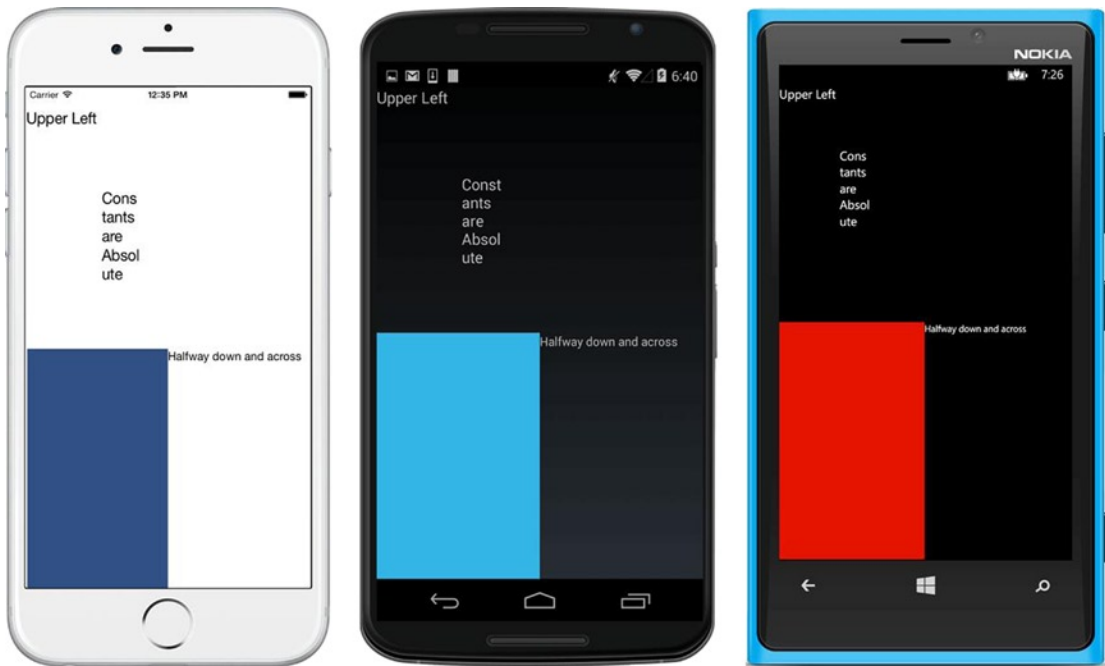 Carrier 12:35 PM
Upper Left
Cons
tants
are
Absol
ute
Halfway down and across
6:40
Upper Left
Const
ants
are
Absol
ute
Halfway down and across
NOKIA
7:26
Upper Left
Cons
tants
are
Absol
ute
Halfway down and across